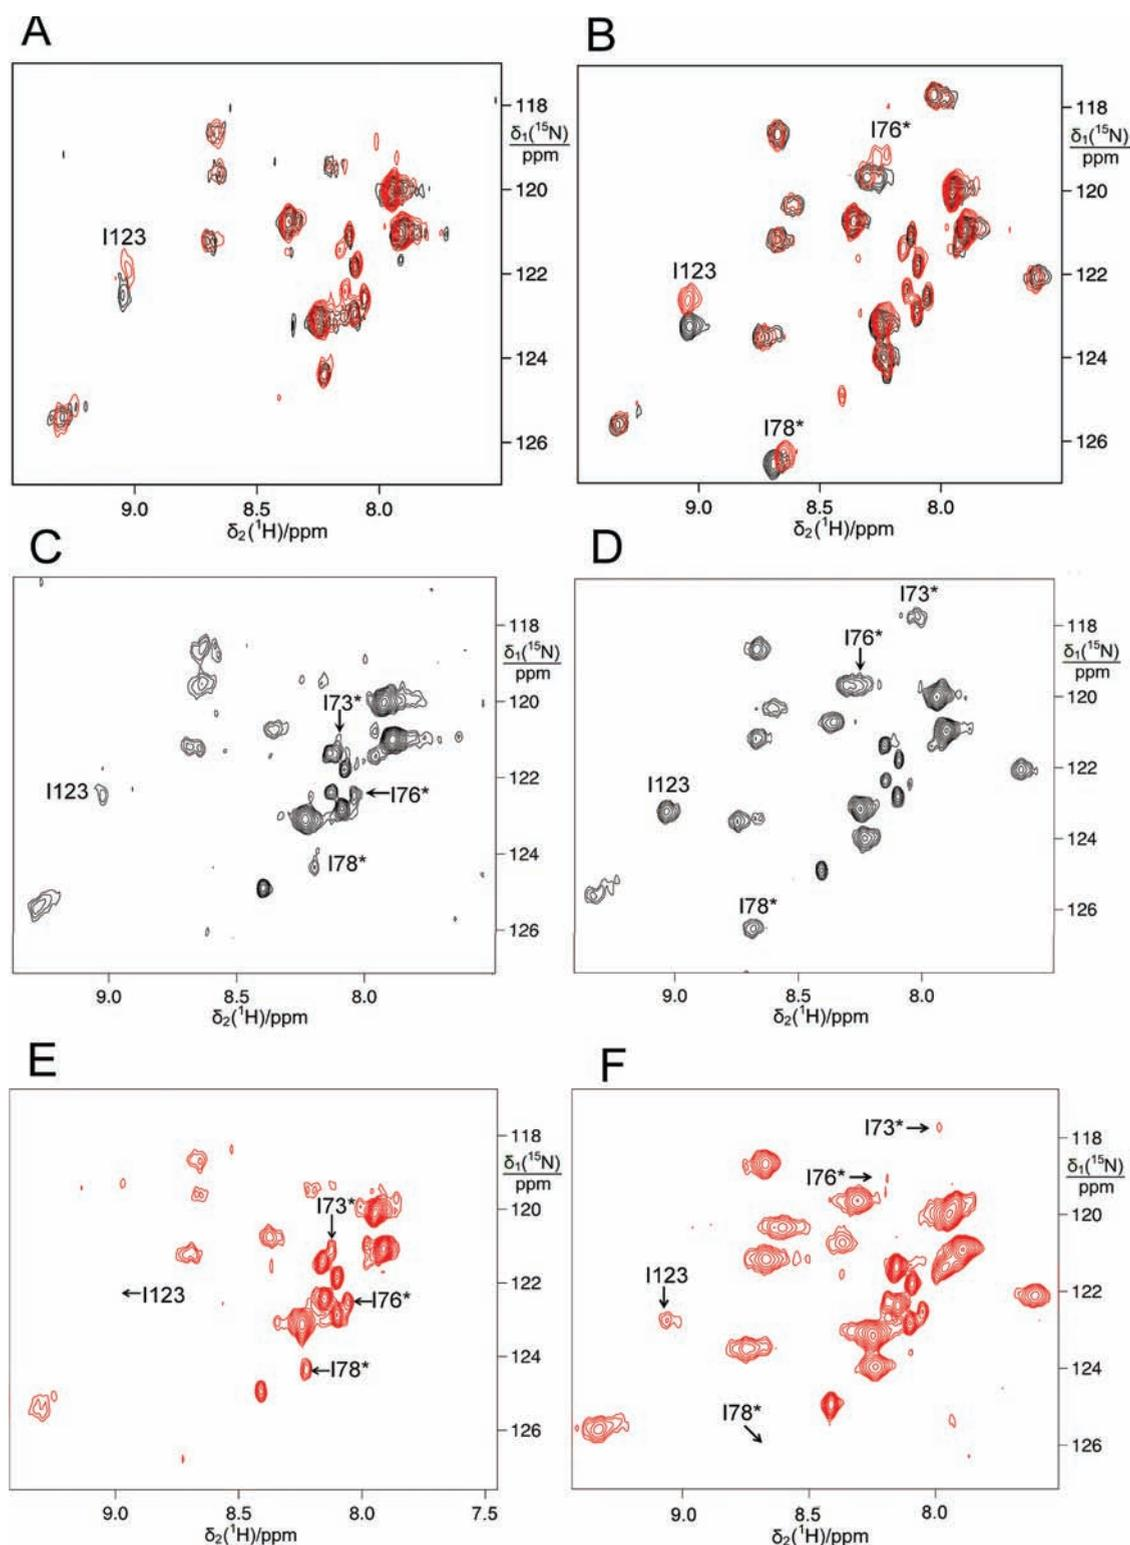 A
I123
118
δ₁(¹⁵N)
ppm
120
122
124
126
9.0 8.5 8.0
δ₂(¹H)/ppm
B
I76*
I123
I78*
118
δ₁(¹⁵N)
ppm
120
122
124
126
9.0 8.5 8.0
δ₂(¹H)/ppm
C
I73*
I123
I76*
I78*
118
δ₁(¹⁵N)
ppm
120
122
124
126
9.0 8.5 8.0
δ₂(¹H)/ppm
D
I73*
I76*
I123
I78*
118
δ₁(¹⁵N)
ppm
120
122
124
126
9.0 8.5 8.0
δ₂(¹H)/ppm
E
I73*
I123
I76*
I78*
118
δ₁(¹⁵N)
ppm
120
122
124
126
9.0 8.5 8.0 7.5
δ₂(¹H)/ppm
F
I73*
I76*
I123
I78*
118
δ₁(¹⁵N)
ppm
120
122
124
126
9.0 8.5 8.0
δ₂(¹H)/ppm